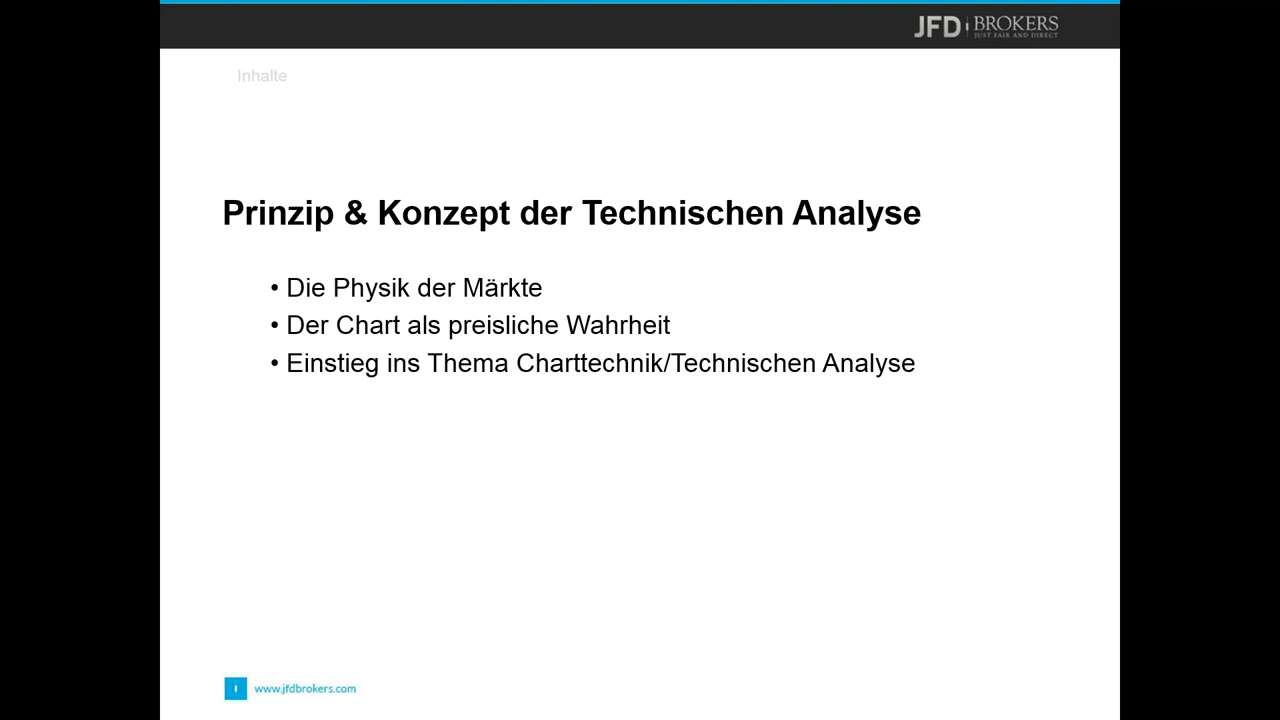 JFD BROKERS
JUST FAIR AND DIRECT
Inhalte
Prinzip & Konzept der Technischen Analyse
• Die Physik der Märkte
• Der Chart als preisliche Wahrheit
• Einstieg ins Thema Charttechnik/Technischen Analyse
www.jfdbrokers.com